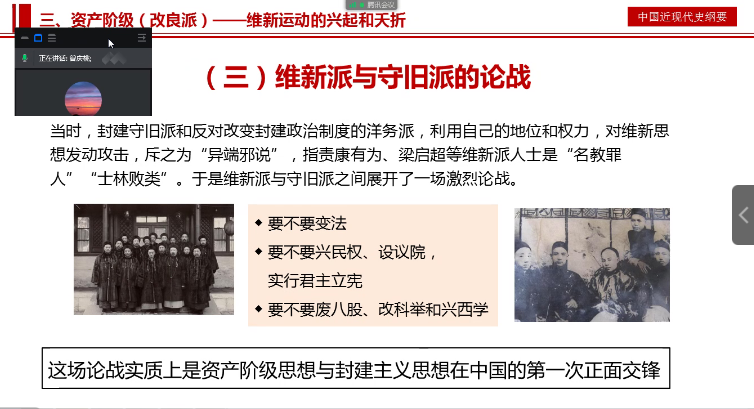 腾讯会议
三、资产阶级（改良派）——维新运动的兴起和夭折
中国近现代史纲要
正在讲话:
（三）维新派与守旧派的论战
当时，封建守旧派和反对改变封建政治制度的洋务派，利用自己的地位和权力，对维新思
想发动攻击，斥之为“异端邪说”，指责康有为、梁启超等维新派人士是“名教罪
人”“士林败类”。于是维新派与守旧派之间展开了一场激烈论战。
要不要变法
要不要兴民权、设议院，
实行君主立宪
要不要废八股、改科举和兴西学
这场论战实质上是资产阶级思想与封建主义思想在中国的第一次正面交锋